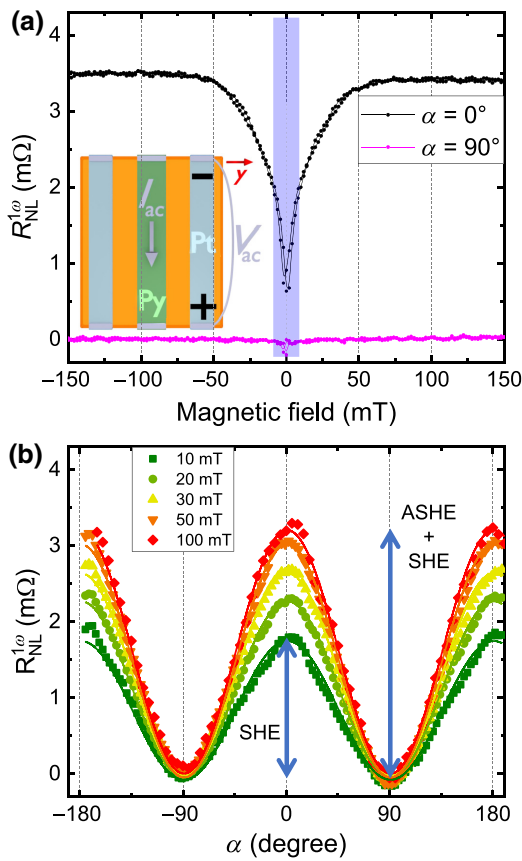 (a)
4
3
2
1
0
R_NL^1ω (mΩ)
α = 0°
α = 90°
y
I_ac
V_ac
Pt
Py
−
+
−150 −100 −50 0 50 100 150
Magnetic field (mT)
(b)
4
3
2
1
0
R_NL^1ω (mΩ)
10 mT
20 mT
30 mT
50 mT
100 mT
ASHE
+
SHE
SHE
−180 −90 0 90 180
α (degree)